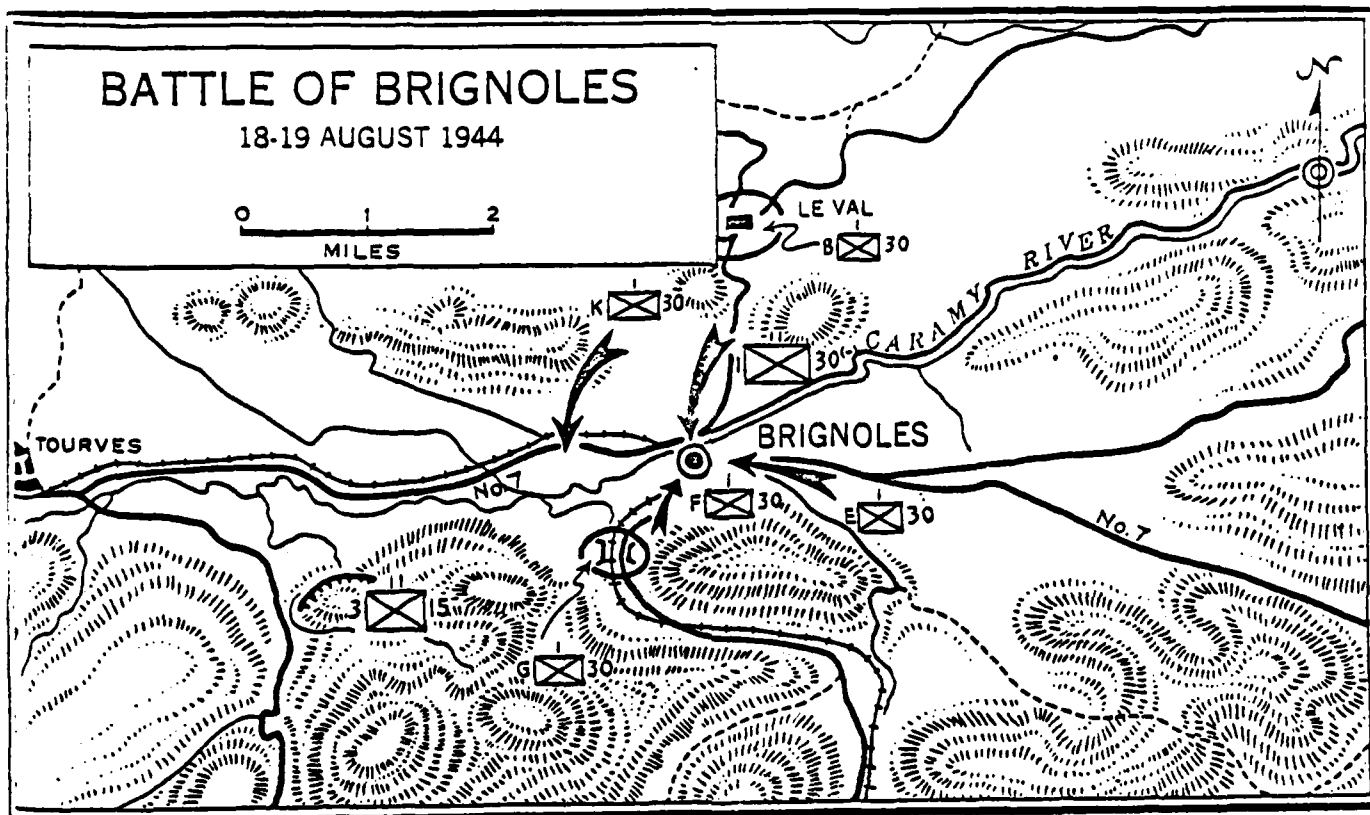 BATTLE OF BRIGNOLES
18-19 AUGUST 1944
0 1 2
MILES
N
LE VAL
B 30
K 30
CARAMY RIVER
1 30(-)
TOURVES
BRIGNOLES
No. 7
F 30
E 30
No. 7
3 15
G 30